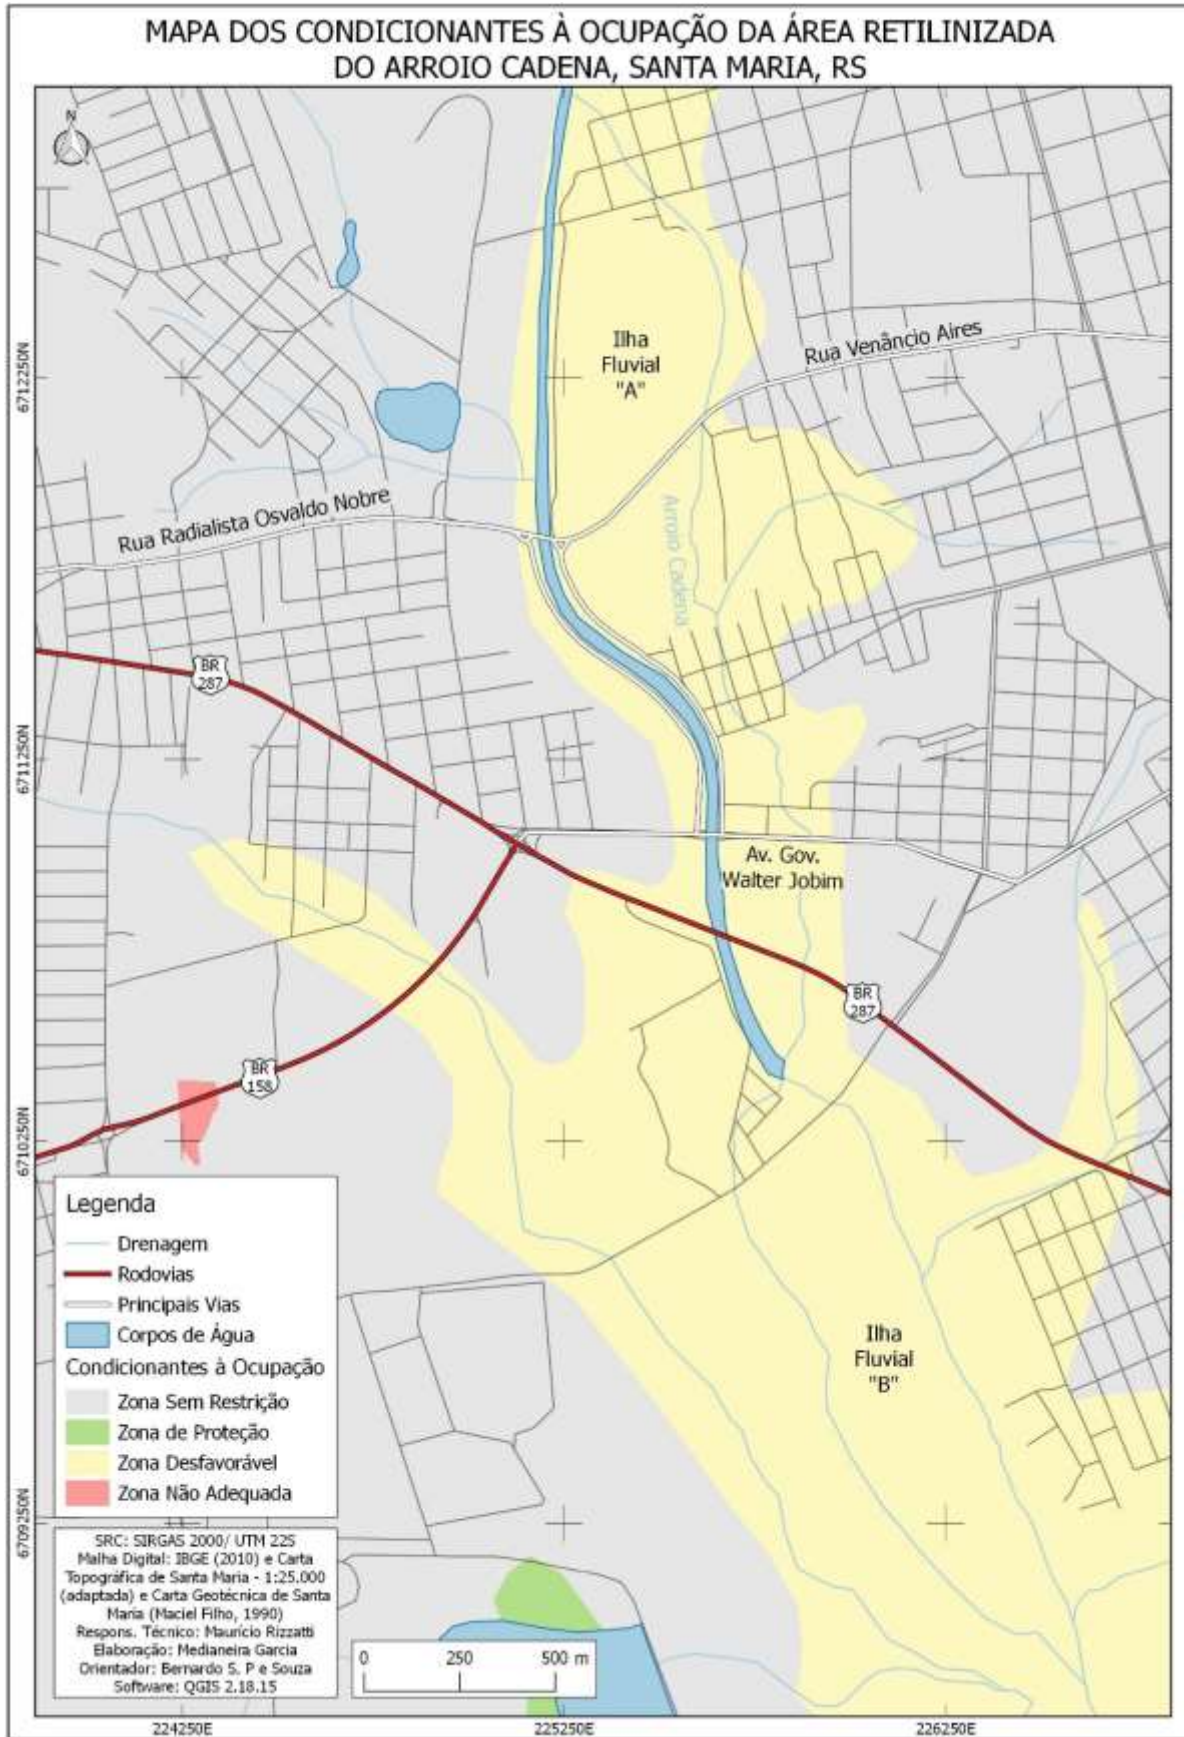 MAPA DOS CONDICIONANTES À OCUPAÇÃO DA ÁREA RETILINIZADA
DO ARROIO CADENA, SANTA MARIA, RS
N
Ilha
Fluvial
"A"
Rua Venâncio Aires
6712250N
Rua Radialista Osvaldo Nobre
Arroio Cadena
BR
287
6711250N
Av. Gov.
Walter Jobim
BR
287
BR
158
6710250N
Legenda
Drenagem
Rodovias
Principais Vias
Corpos de Água
Condicionantes à Ocupação
Zona Sem Restrição
Zona de Proteção
Zona Desfavorável
Zona Não Adequada
Ilha
Fluvial
"B"
6709250N
SRC: SIRGAS 2000/ UTM 22S
Malha Digital: IBGE (2010) e Carta
Topográfica de Santa Maria - 1:25.000
(adaptada) e Carta Geotécnica de Santa
Maria (Maciel Filho, 1990)
Respons. Técnico: Maurício Rizzatti
Elaboração: Medianeira Garcia
Orientador: Bernardo S. P e Souza
Software: QGIS 2.18.15
0 250 500 m
224250E 225250E 226250E